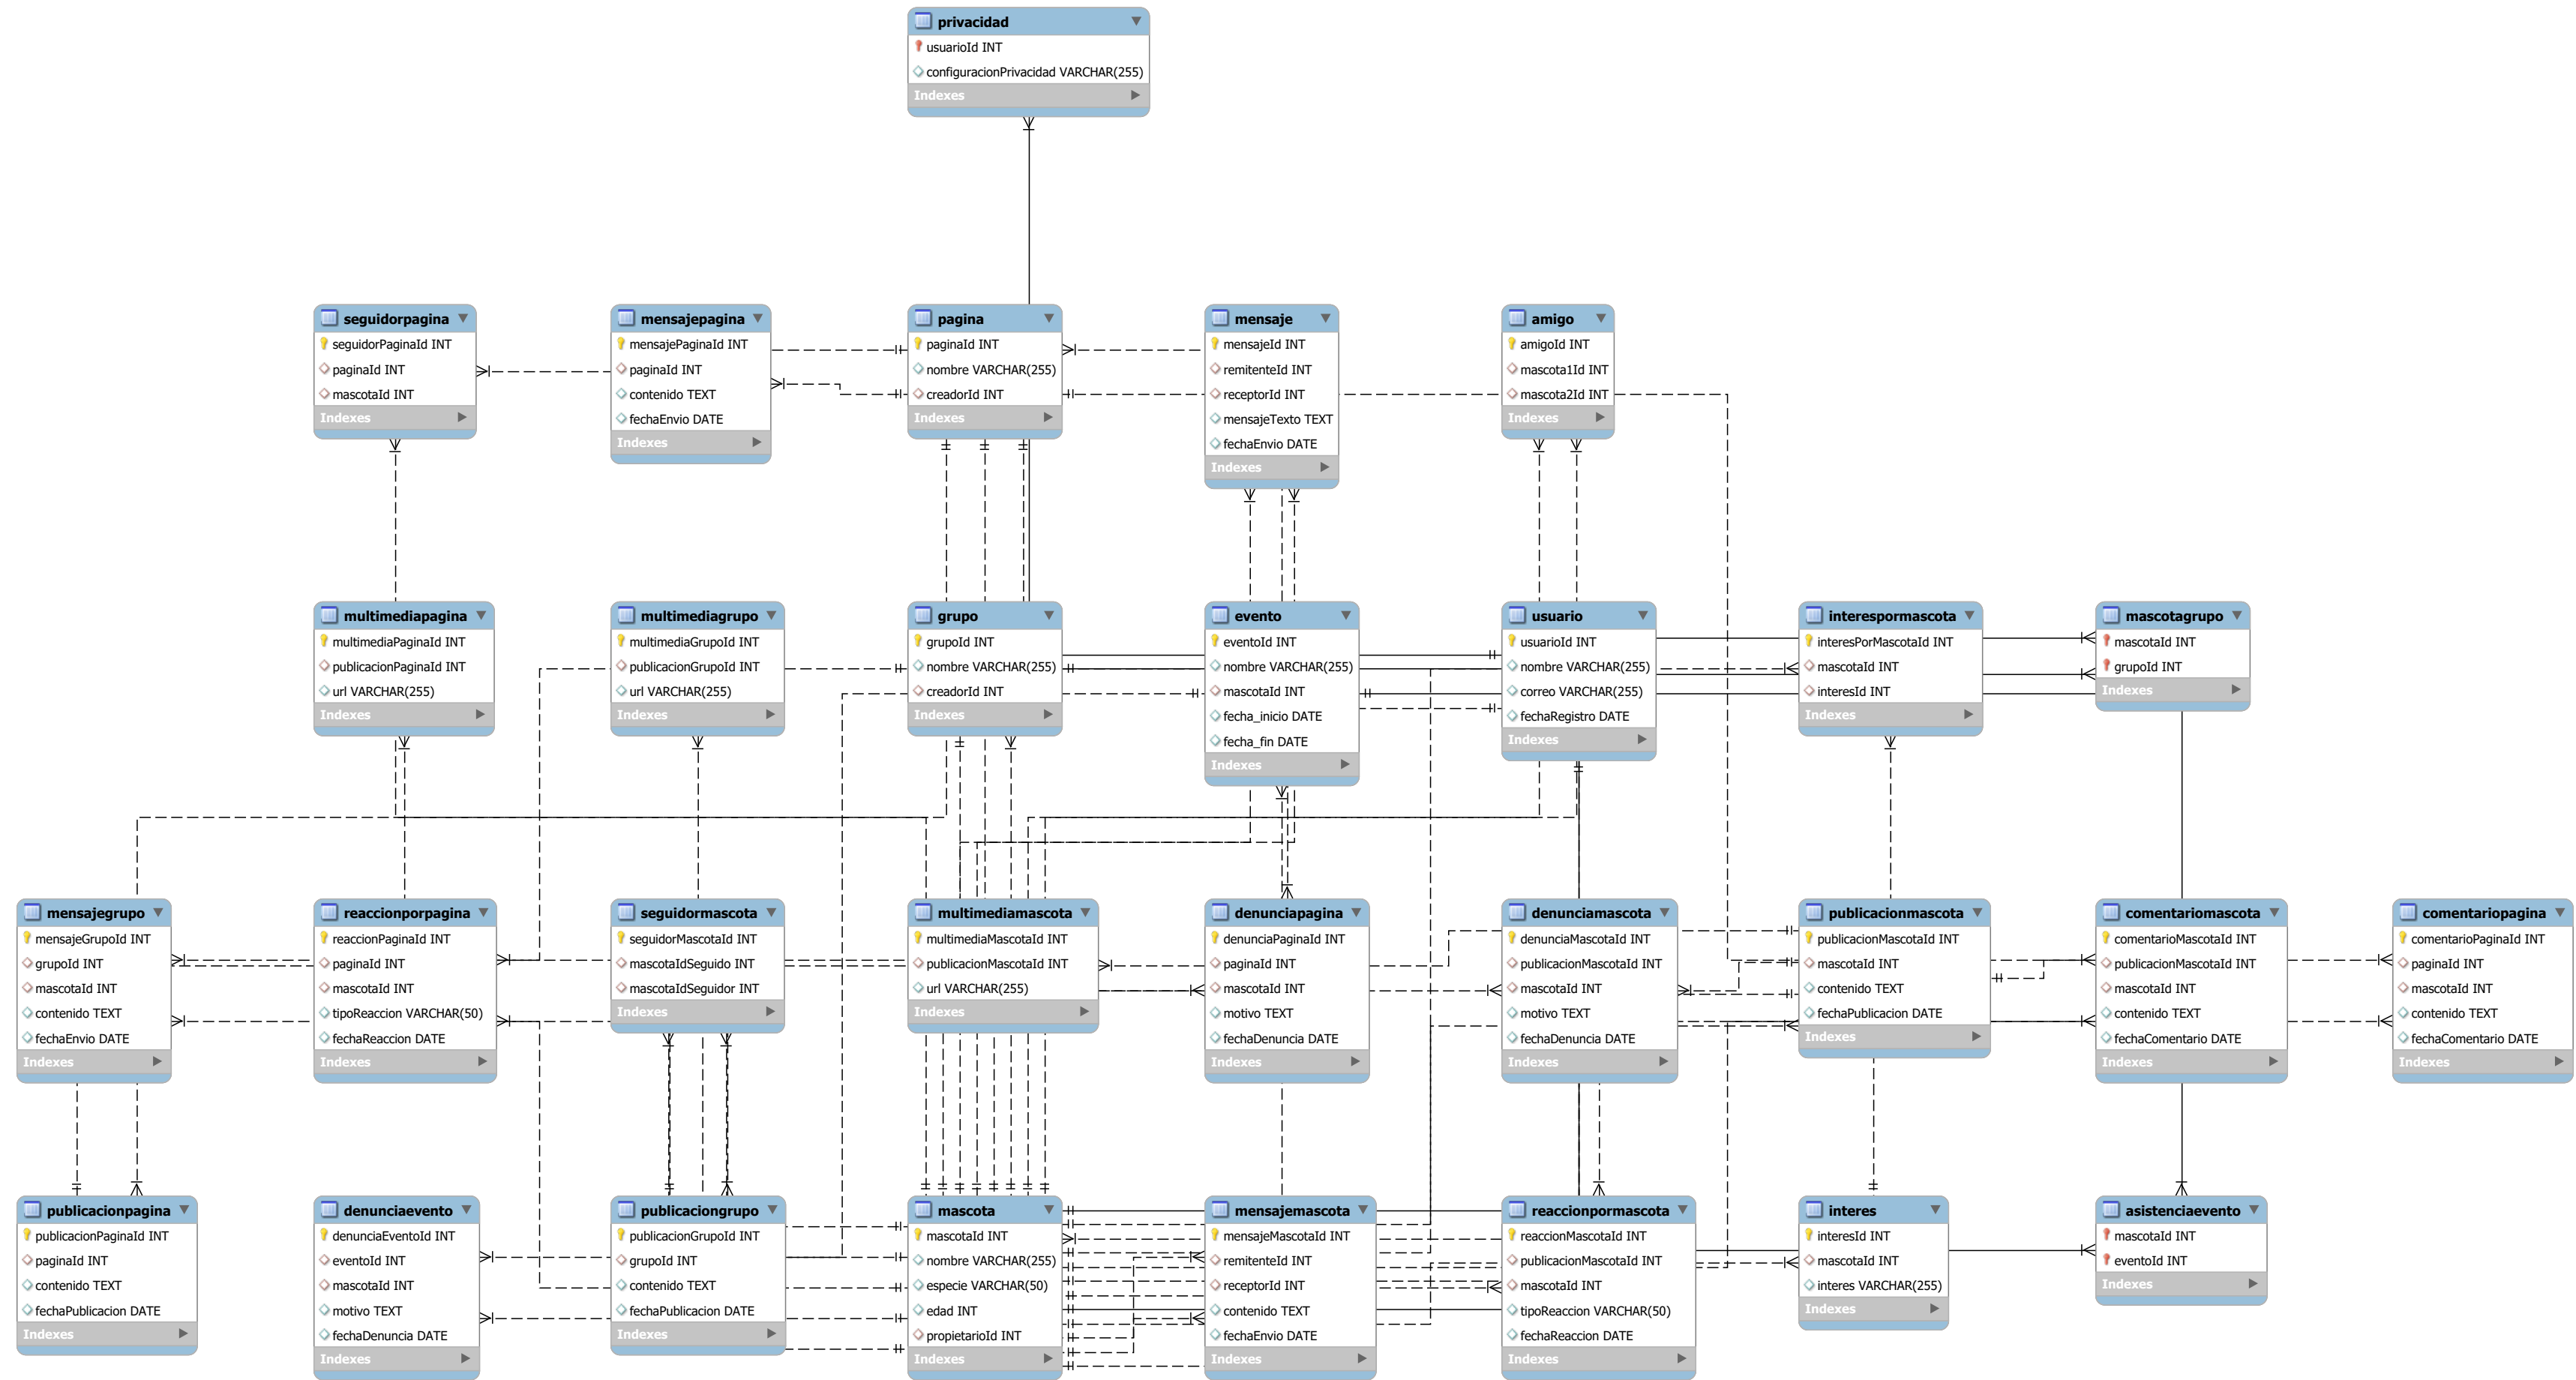 privacidad
usuarioId INT
configuracionPrivacidad VARCHAR(255)
Indexes
seguidorpagina
seguidorPaginaId INT
paginaId INT
mascotaId INT
Indexes
mensajepagina
mensajePaginaId INT
paginaId INT
contenido TEXT
fechaEnvio DATE
Indexes
pagina
paginaId INT
nombre VARCHAR(255)
creadorId INT
Indexes
mensaje
mensajeId INT
remitenteId INT
receptorId INT
mensajeTexto TEXT
fechaEnvio DATE
Indexes
amigo
amigoId INT
mascota1Id INT
mascota2Id INT
Indexes
multimediapagina
multimediaPaginaId INT
publicacionPaginaId INT
url VARCHAR(255)
Indexes
multimediagrupo
multimediaGrupoId INT
publicacionGrupoId INT
url VARCHAR(255)
Indexes
grupo
grupoId INT
nombre VARCHAR(255)
creadorId INT
Indexes
evento
eventoId INT
nombre VARCHAR(255)
mascotaId INT
fecha_inicio DATE
fecha_fin DATE
Indexes
usuario
usuarioId INT
nombre VARCHAR(255)
correo VARCHAR(255)
fechaRegistro DATE
Indexes
interespormascota
interesPorMascotaId INT
mascotaId INT
interesId INT
Indexes
mascotagrupo
mascotaId INT
grupoId INT
Indexes
mensajegrupo
mensajeGrupoId INT
grupoId INT
mascotaId INT
contenido TEXT
fechaEnvio DATE
Indexes
reaccionporpagina
reaccionPaginaId INT
paginaId INT
mascotaId INT
tipoReaccion VARCHAR(50)
fechaReaccion DATE
Indexes
seguidormascota
seguidorMascotaId INT
mascotaIdSeguido INT
mascotaIdSeguidor INT
Indexes
multimediamascota
multimediaMascotaId INT
publicacionMascotaId INT
url VARCHAR(255)
Indexes
denunciapagina
denunciaPaginaId INT
paginaId INT
mascotaId INT
motivo TEXT
fechaDenuncia DATE
Indexes
denunciamascota
denunciaMascotaId INT
publicacionMascotaId INT
mascotaId INT
motivo TEXT
fechaDenuncia DATE
Indexes
publicacionmascota
publicacionMascotaId INT
mascotaId INT
contenido TEXT
fechaPublicacion DATE
Indexes
comentariomascota
comentarioMascotaId INT
publicacionMascotaId INT
mascotaId INT
contenido TEXT
fechaComentario DATE
Indexes
comentariopagina
comentarioPaginaId INT
paginaId INT
mascotaId INT
contenido TEXT
fechaComentario DATE
Indexes
publicacionpagina
publicacionPaginaId INT
paginaId INT
contenido TEXT
fechaPublicacion DATE
Indexes
denunciaevento
denunciaEventoId INT
eventoId INT
mascotaId INT
motivo TEXT
fechaDenuncia DATE
Indexes
publicaciongrupo
publicacionGrupoId INT
grupoId INT
contenido TEXT
fechaPublicacion DATE
Indexes
mascota
mascotaId INT
nombre VARCHAR(255)
especie VARCHAR(50)
edad INT
propietarioId INT
Indexes
mensajemascota
mensajeMascotaId INT
remitenteId INT
receptorId INT
contenido TEXT
fechaEnvio DATE
Indexes
reaccionpormascota
reaccionMascotaId INT
publicacionMascotaId INT
mascotaId INT
tipoReaccion VARCHAR(50)
fechaReaccion DATE
Indexes
interes
interesId INT
mascotaId INT
interes VARCHAR(255)
Indexes
asistenciaevento
mascotaId INT
eventoId INT
Indexes